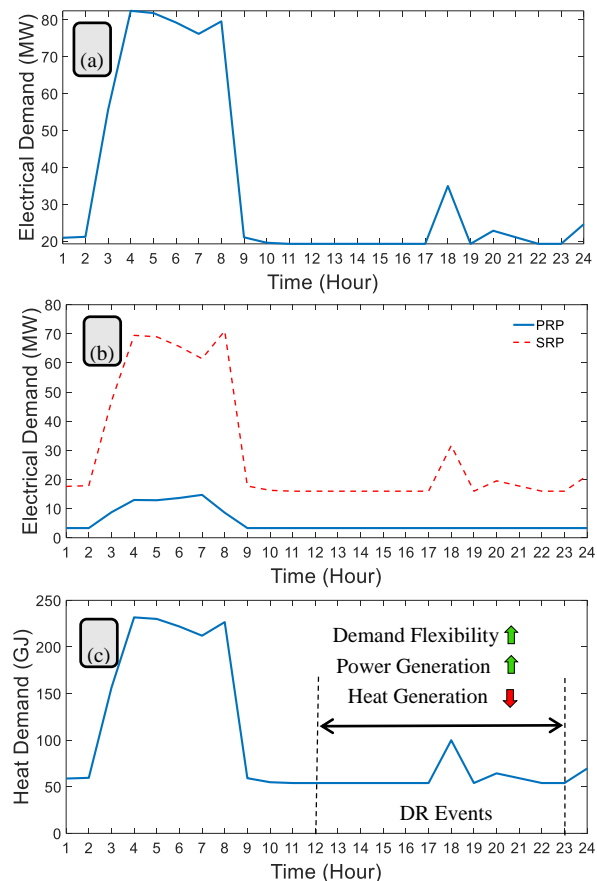 80
70
60
50
40
30
20
Electrical Demand (MW)
(a)
1 2 3 4 5 6 7 8 9 10 11 12 13 14 15 16 17 18 19 20 21 22 23 24
Time (Hour)
80
70
60
50
40
30
20
10
0
Electrical Demand (MW)
(b)
PRP
SRP
1 2 3 4 5 6 7 8 9 10 11 12 13 14 15 16 17 18 19 20 21 22 23 24
Time (Hour)
250
200
150
100
50
0
Heat Demand (GJ)
(c)
Demand Flexibility
Power Generation
Heat Generation
DR Events
1 2 3 4 5 6 7 8 9 10 11 12 13 14 15 16 17 18 19 20 21 22 23 24
Time (Hour)